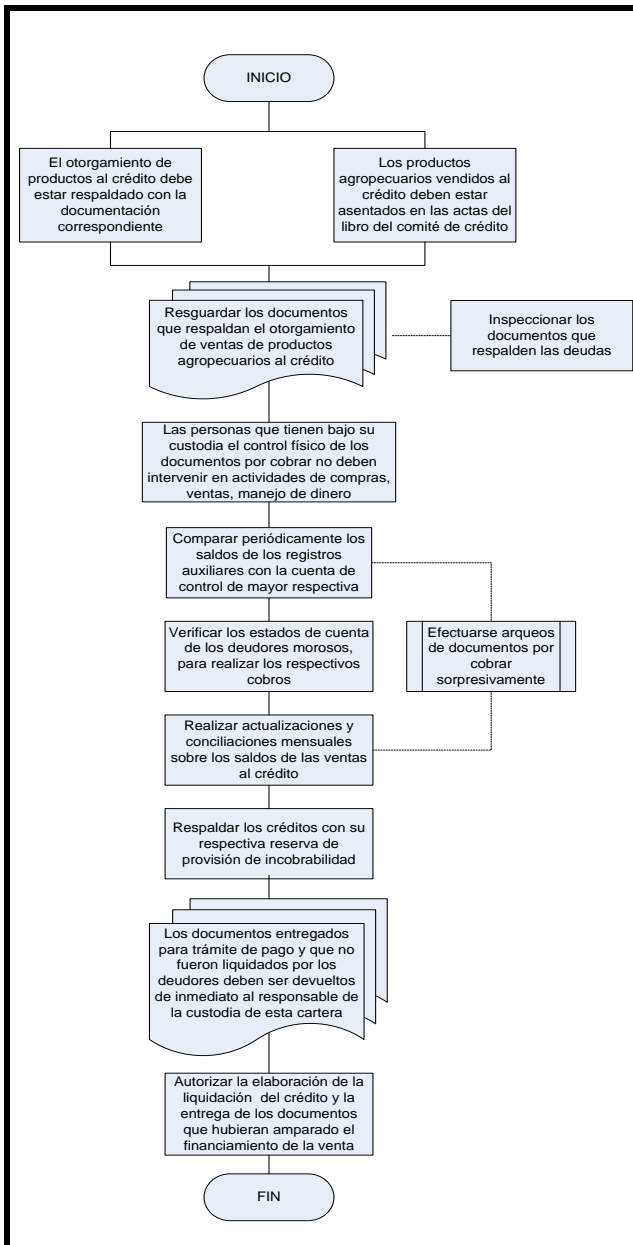 INICIO
El otorgamiento de
productos al crédito debe
estar respaldado con la
documentación
correspondiente
Los productos
agropecuarios vendidos al
crédito deben estar
asentados en las actas del
libro del comité de crédito
Resguardar los documentos
que respaldan el otorgamiento
de ventas de productos
agropecuarios al crédito
Inspeccionar los
documentos que
respalden las deudas
Las personas que tienen bajo su
custodia el control físico de los
documentos por cobrar no deben
intervenir en actividades de compras,
ventas, manejo de dinero
Comparar periódicamente los
saldos de los registros
auxiliares con la cuenta de
control de mayor respectiva
Verificar los estados de cuenta
de los deudores morosos,
para realizar los respectivos
cobros
Efectuarse arqueos
de documentos por
cobrar
sorpresivamente
Realizar actualizaciones y
conciliaciones mensuales
sobre los saldos de las ventas
al crédito
Respaldar los créditos con su
respectiva reserva de
provisión de incobrabilidad
Los documentos entregados
para trámite de pago y que no
fueron liquidados por los
deudores deben ser devueltos
de inmediato al responsable de
la custodia de esta cartera
Autorizar la elaboración de la
liquidación del crédito y la
entrega de los documentos
que hubieran amparado el
financiamiento de la venta
FIN